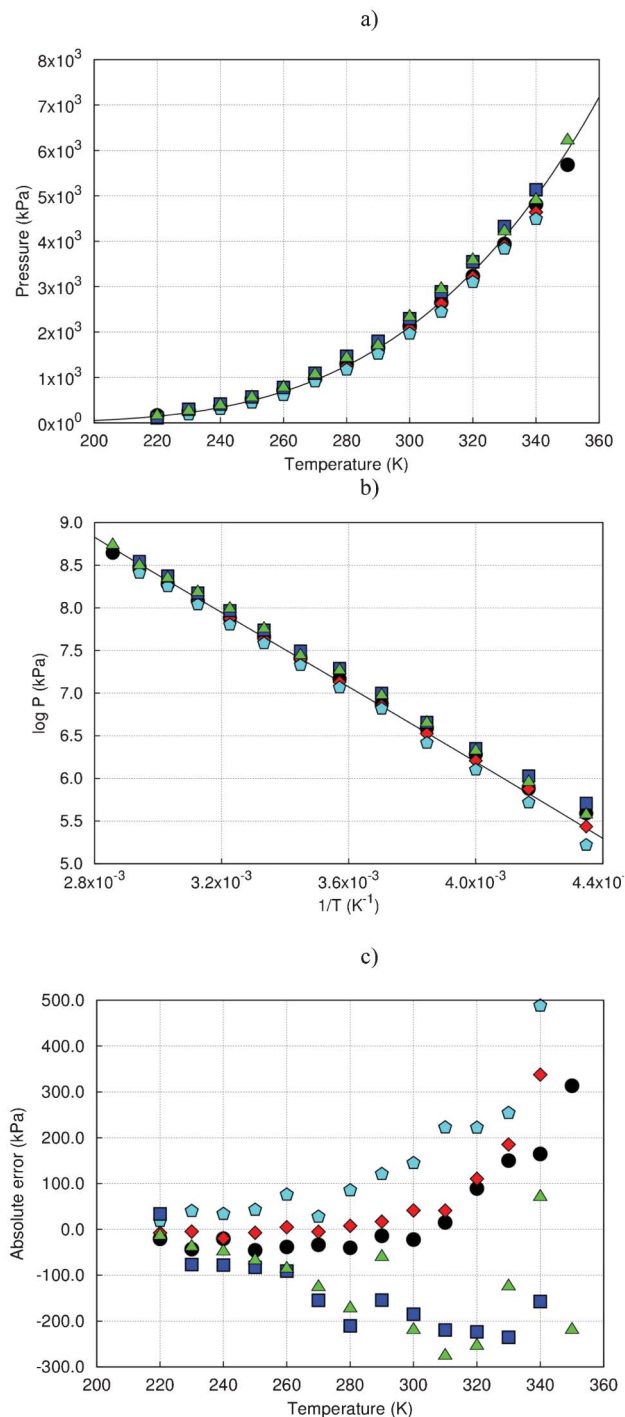 a)
8x10³
7x10³
6x10³
5x10³
4x10³
3x10³
2x10³
1x10³
0x10⁰
Pressure (kPa)
200 220 240 260 280 300 320 340 360
Temperature (K)
b)
9.0
8.5
8.0
7.5
7.0
6.5
6.0
5.5
5.0
log P (kPa)
2.8x10⁻³ 3.2x10⁻³ 3.6x10⁻³ 4.0x10⁻³ 4.4x10⁻
1/T (K⁻¹)
c)
500.0
400.0
300.0
200.0
100.0
0.0
-100.0
-200.0
-300.0
Absolute error (kPa)
200 220 240 260 280 300 320 340 360
Temperature (K)